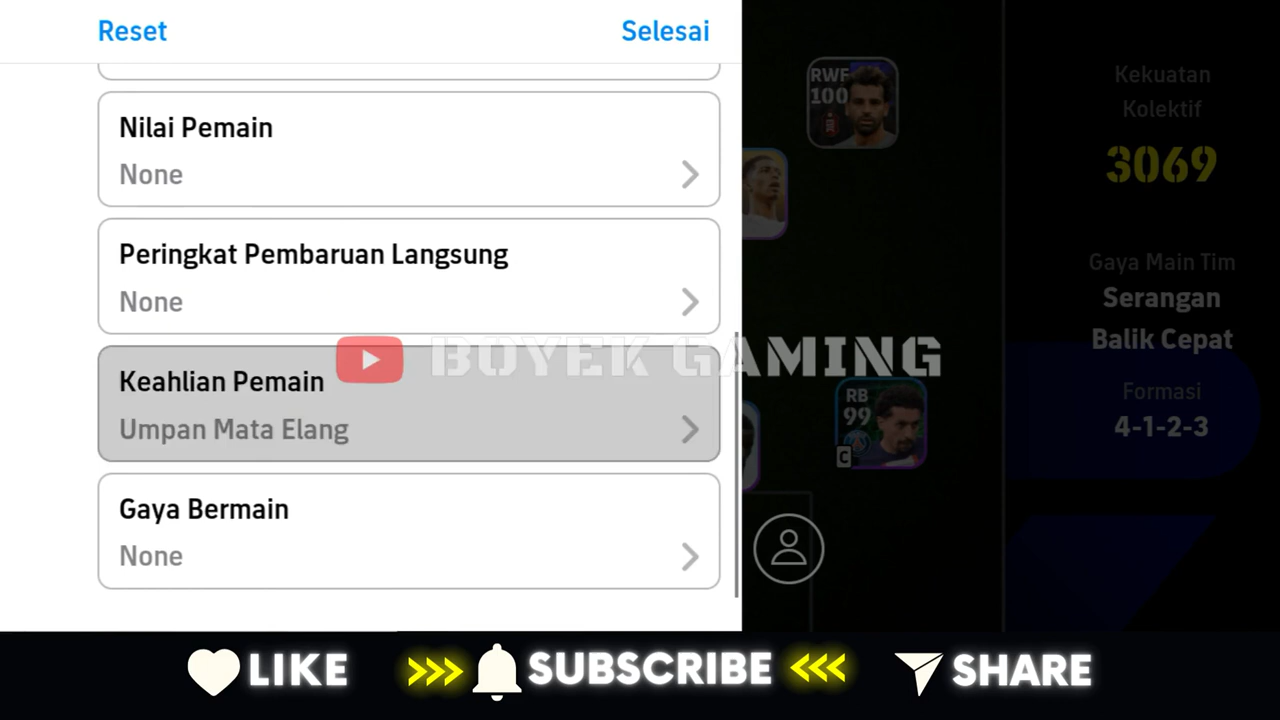 Reset
Selesai
Nilai Pemain
None
Peringkat Pembaruan Langsung
None
Keahlian Pemain
Umpan Mata Elang
Gaya Bermain
None
BOYEK GAMING
RWF
100
RB
99
C
Kekuatan
Kolektif
3069
Gaya Main Tim
Serangan
Balik Cepat
Formasi
4-1-2-3
LIKE
SUBSCRIBE
SHARE